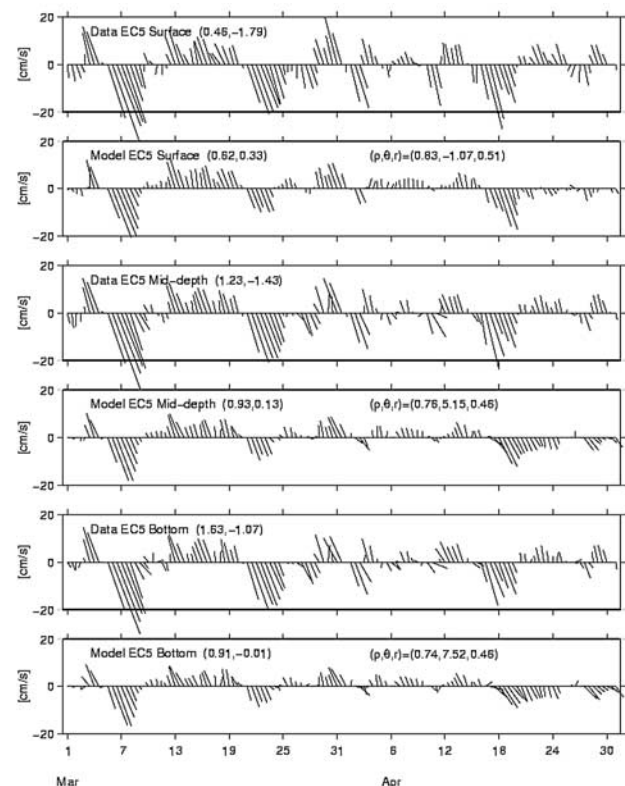 20
Data EC5 Surface (0.46,-1.79)
[cm/s]
0
-20
20
Model EC5 Surface (0.62,0.33) (ρ,θ,r)=(0.83,-1.07,0.51)
0
-20
20
Data EC5 Mid-depth (1.23,-1.43)
[cm/s]
0
-20
20
Model EC5 Mid-depth (0.93,0.13) (ρ,θ,r)=(0.76,5.15,0.46)
0
-20
20
Data EC5 Bottom (1.63,-1.07)
[cm/s]
0
-20
20
Model EC5 Bottom (0.91,-0.01) (ρ,θ,r)=(0.74,7.52,0.46)
0
-20
1 7 13 19 25 31 6 12 18 24 30
Mar Apr